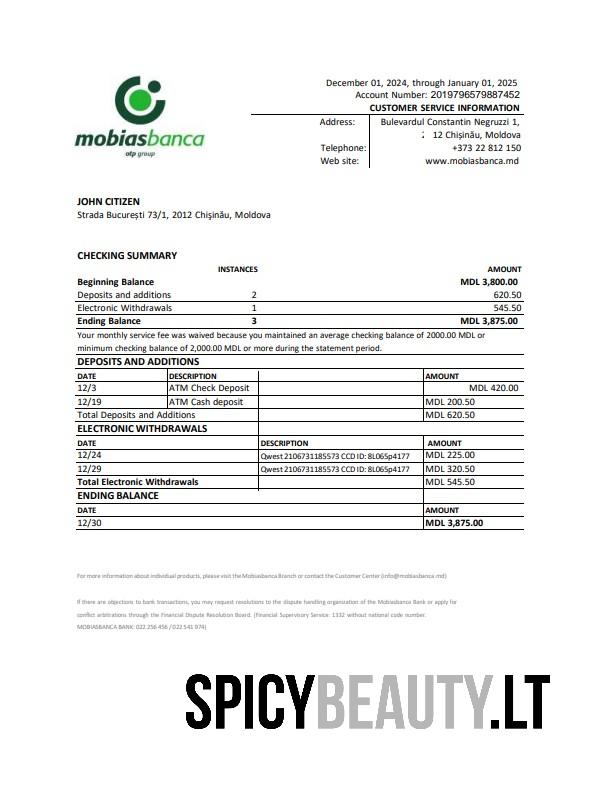 December 01, 2024, through January 01, 2025
Account Number: 2019796579887452
CUSTOMER SERVICE INFORMATION
Address: Bulevardul Constantin Negruzzi 1,
: 12 Chișinău, Moldova
Telephone: +373 22 812 150
Web site: www.mobiasbanca.md
mobiasbanca
otp group
JOHN CITIZEN
Strada București 73/1, 2012 Chişinău, Moldova
CHECKING SUMMARY
INSTANCES AMOUNT
Beginning Balance MDL 3,800.00
Deposits and additions 2 620.50
Electronic Withdrawals 1 545.50
Ending Balance 3 MDL 3,875.00
Your monthly service fee was waived because you maintained an average checking balance of 2000.00 MDL or
minimum checking balance of 2,000.00 MDL or more during the statement period.
DEPOSITS AND ADDITIONS
DATE DESCRIPTION AMOUNT
12/3 ATM Check Deposit MDL 420.00
12/19 ATM Cash deposit MDL 200.50
Total Deposits and Additions MDL 620.50
ELECTRONIC WITHDRAWALS
DATE DESCRIPTION AMOUNT
12/24 Qwest 2106731185573 CCD ID: 8L065p4177 MDL 225.00
12/29 Qwest 2106731185573 CCD ID: 8L065p4177 MDL 320.50
Total Electronic Withdrawals MDL 545.50
ENDING BALANCE
DATE AMOUNT
12/30 MDL 3,875.00
For more information about individual products, please visit the Mobiasbanca Branch or contact the Customer Center (info@mobiasbanca.md)
If there are objections to bank transactions, you may request resolutions to the dispute handling organization of the Mobiasbanca Bank or apply for
conflict arbitrations through the Financial Dispute Resolution Board. (Financial Supervisory Service: 1332 without national code number.
MOBIASBANCA BANK: 022 256 456 / 022 541 974)
SPICYBEAUTY.LT